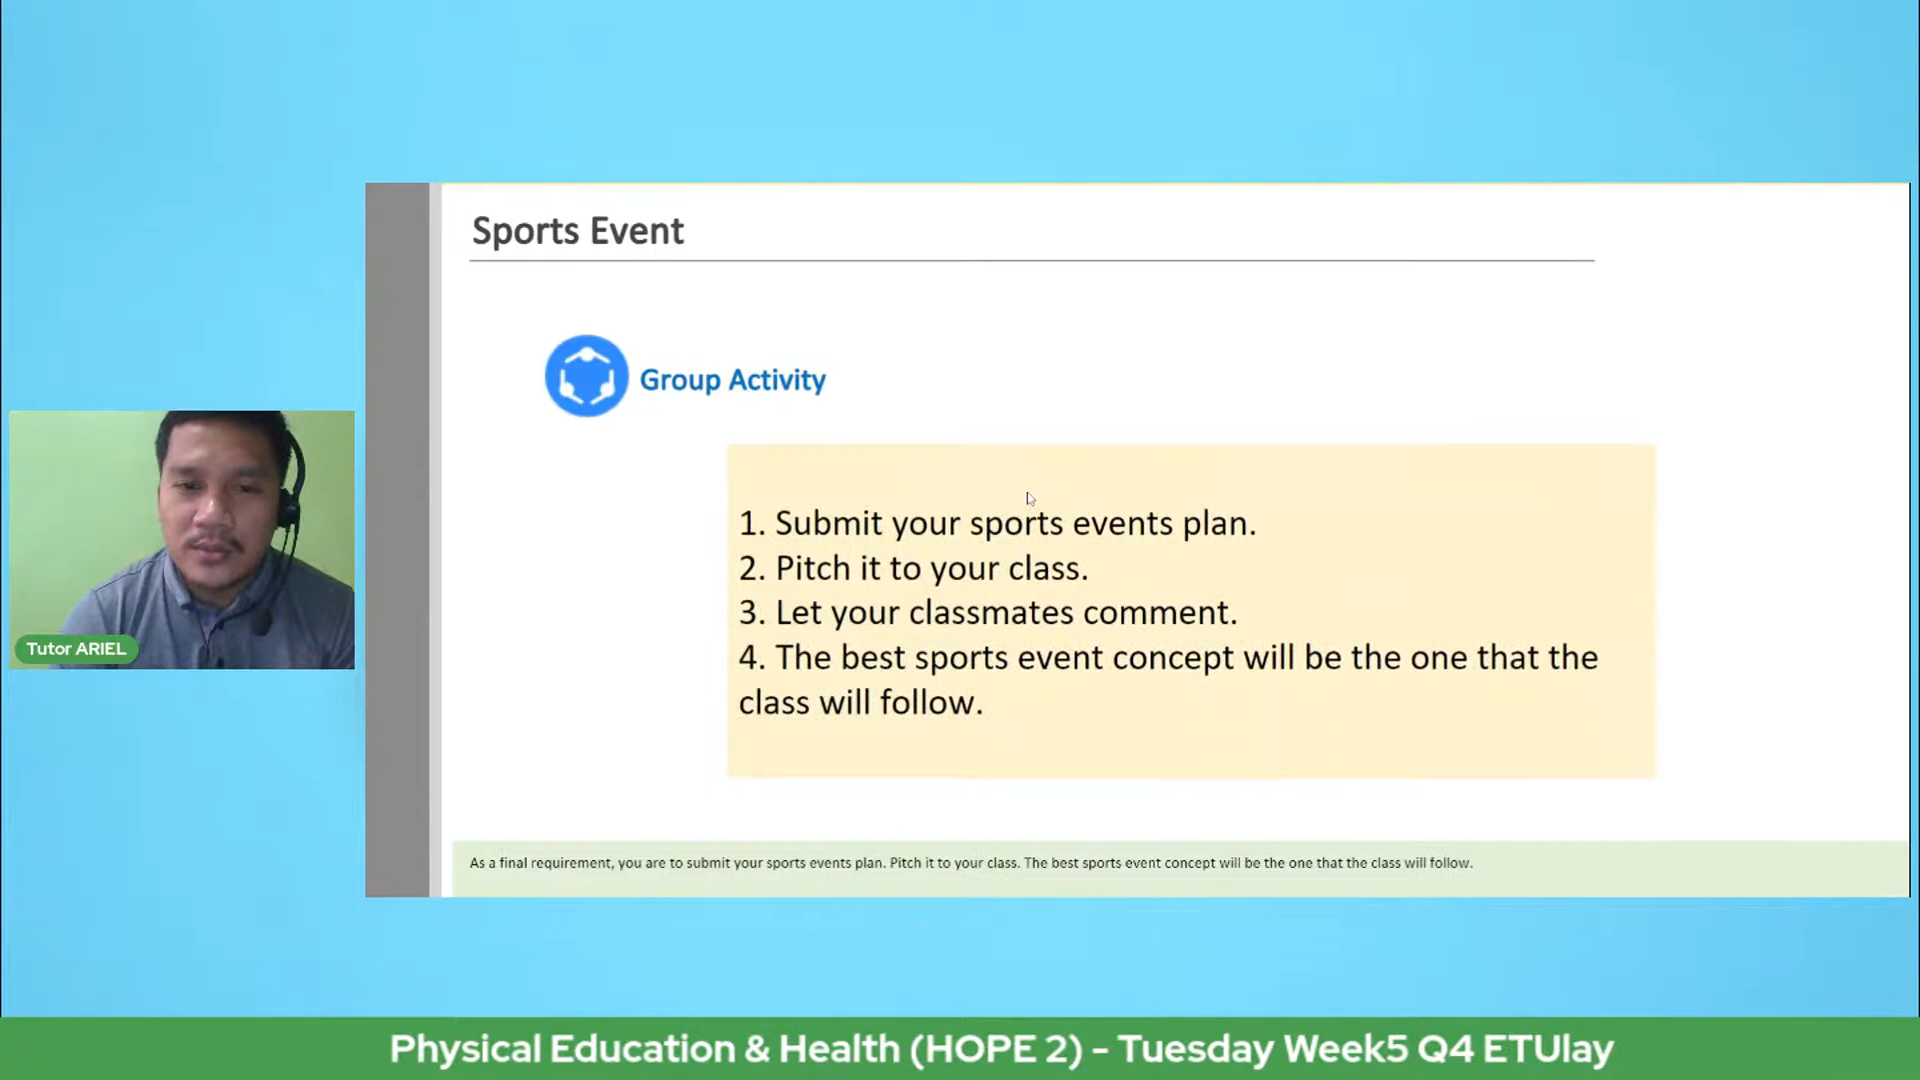 Sports Event
Group Activity
1. Submit your sports events plan.
2. Pitch it to your class.
3. Let your classmates comment.
4. The best sports event concept will be the one that the
class will follow.
Tutor ARIEL
As a final requirement, you are to submit your sports events plan. Pitch it to your class. The best sports event concept will be the one that the class will follow.
Physical Education & Health (HOPE 2) - Tuesday Week5 Q4 ETUlay